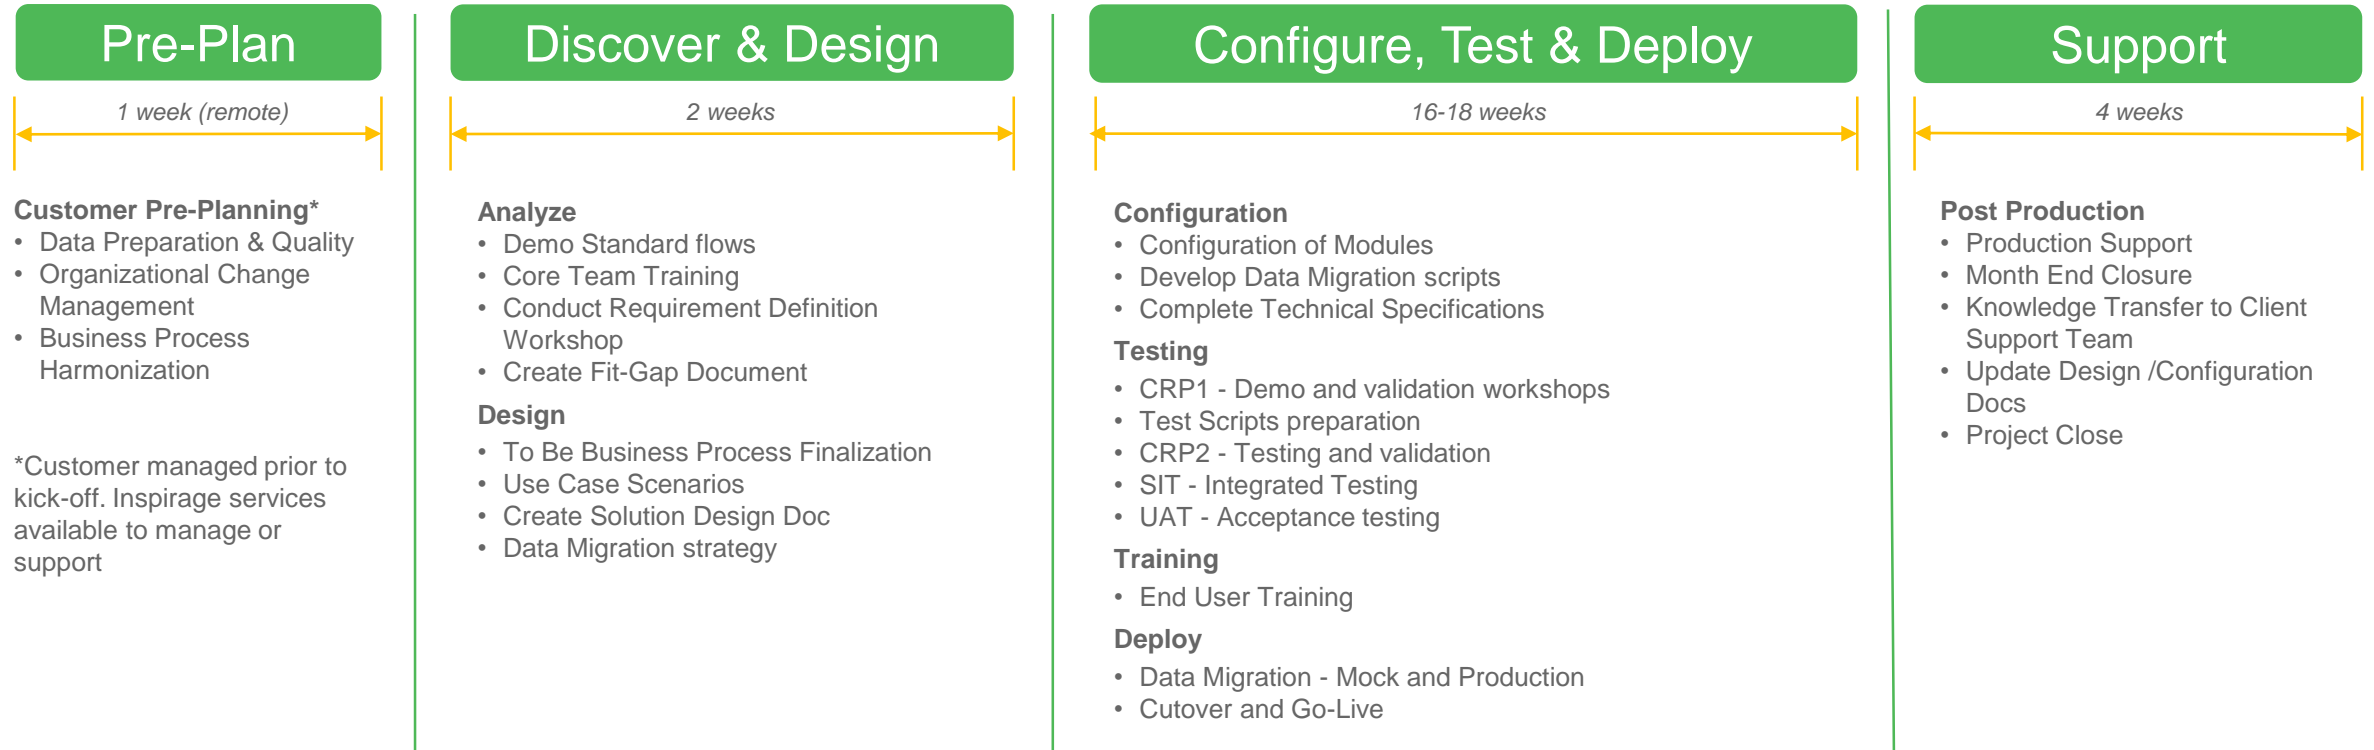 Pre-Plan
1 week (remote)
Customer Pre-Planning*
• Data Preparation & Quality
• Organizational Change
Management
• Business Process
Harmonization
*Customer managed prior to
kick-off. Inspirage services
available to manage or
support
Discover & Design
2 weeks
Analyze
• Demo Standard flows
• Core Team Training
• Conduct Requirement Definition
Workshop
• Create Fit-Gap Document
Design
• To Be Business Process Finalization
• Use Case Scenarios
• Create Solution Design Doc
• Data Migration strategy
Configure, Test & Deploy
16-18 weeks
Configuration
• Configuration of Modules
• Develop Data Migration scripts
• Complete Technical Specifications
Testing
• CRP1 - Demo and validation workshops
• Test Scripts preparation
• CRP2 - Testing and validation
• SIT - Integrated Testing
• UAT - Acceptance testing
Training
• End User Training
Deploy
• Data Migration - Mock and Production
• Cutover and Go-Live
Support
4 weeks
Post Production
• Production Support
• Month End Closure
• Knowledge Transfer to Client
Support Team
• Update Design /Configuration
Docs
• Project Close